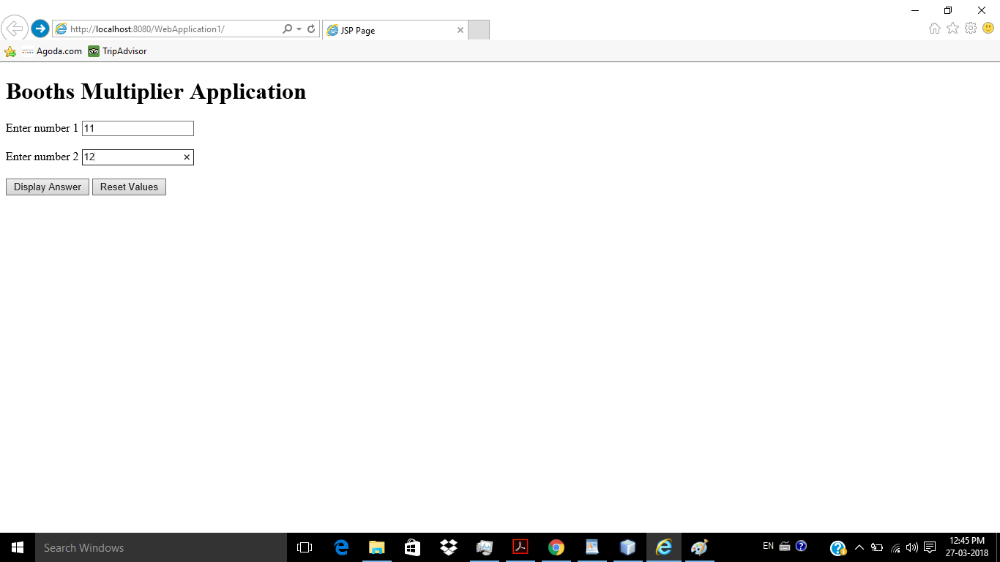 http://localhost:8080/WebApplication1/
JSP Page
Agoda.com TripAdvisor
Booths Multiplier Application
Enter number 1 11
Enter number 2 12
Display Answer Reset Values
Search Windows
EN
12:45 PM
27-03-2018